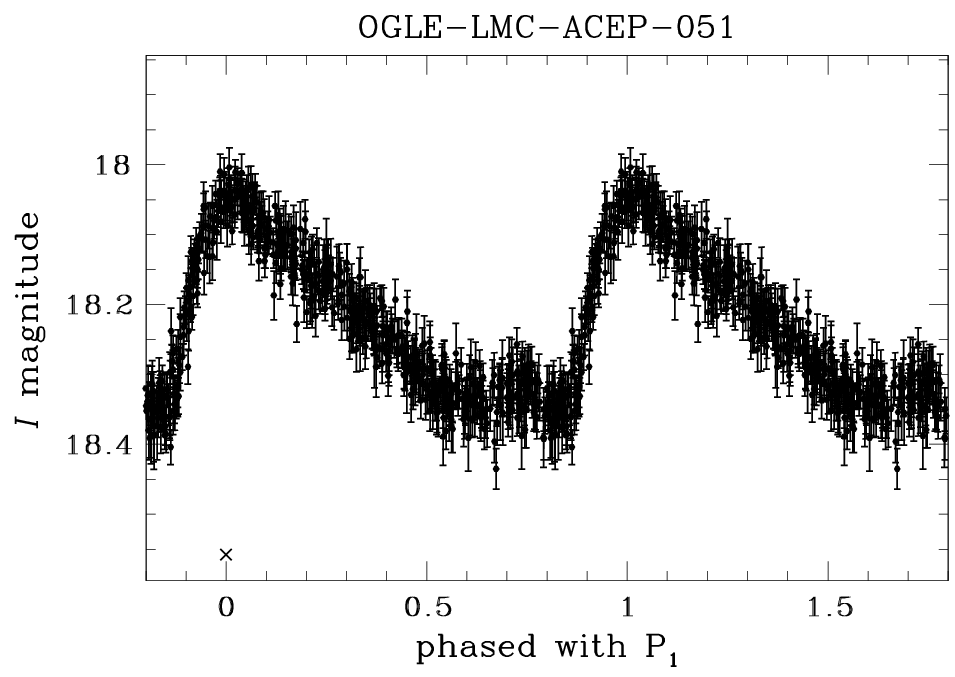 OGLE-LMC-ACEP-051
I magnitude
18
18.2
18.4
0 0.5 1 1.5
phased with P₁